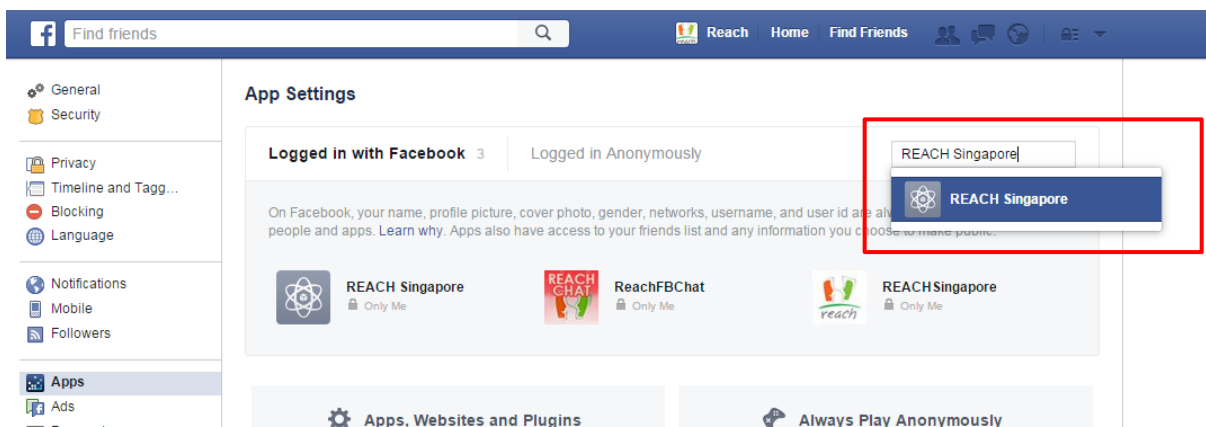 Find friends
Reach Home Find Friends
General
Security
Privacy
Timeline and Tagg...
Blocking
Language
Notifications
Mobile
Followers
Apps
Ads
App Settings
Logged in with Facebook 3
Logged in Anonymously
REACH Singapore
REACH Singapore
On Facebook, your name, profile picture, cover photo, gender, networks, username, and user id are
people and apps. Learn why. Apps also have access to your friends list and any information you choose to make public.
REACH Singapore
Only Me
REACH
CHAT
ReachFBChat
Only Me
reach
REACHSingapore
Only Me
Apps, Websites and Plugins
Always Play Anonymously